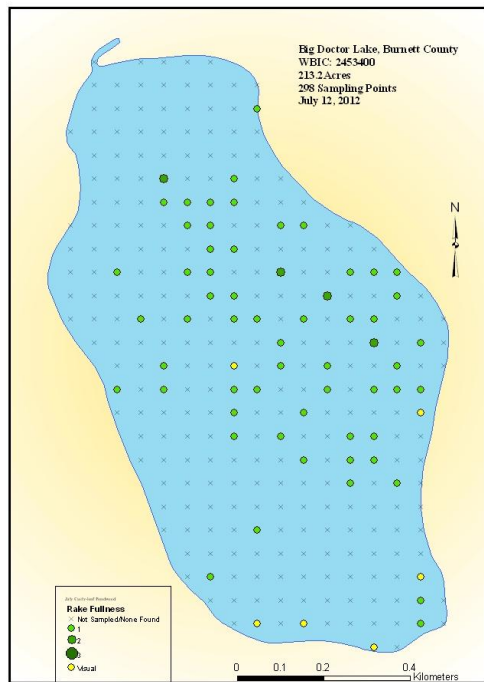 Big Doctor Lake, Burnett County
WBIC: 2453400
213.2 Acres
298 Sampling Points
July 12, 2012
N
Rake Fullness
Not Sampled/None Found
1
2
3
Visual
0 0.1 0.2 0.4
Kilometers